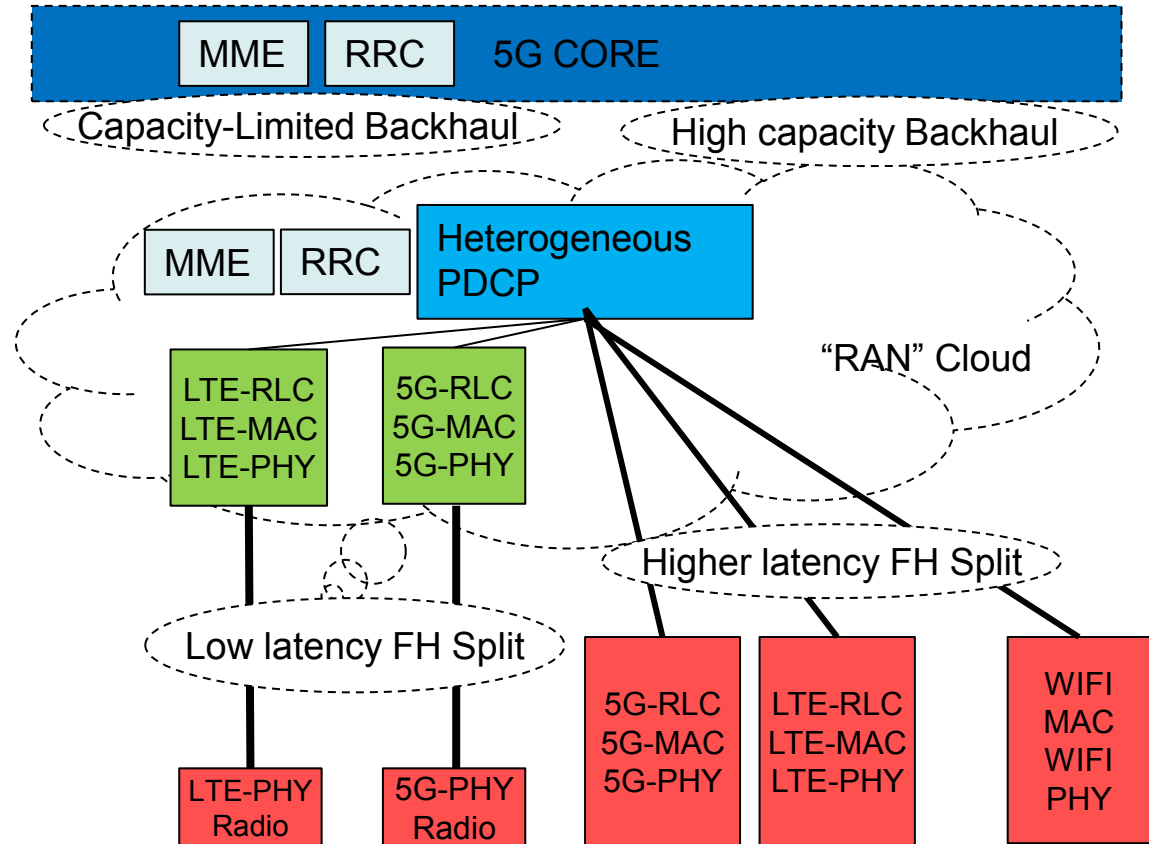 MME
RRC
5G CORE
Capacity-Limited Backhaul
High capacity Backhaul
MME
RRC
Heterogeneous
PDCP
“RAN” Cloud
LTE-RLC
LTE-MAC
LTE-PHY
5G-RLC
5G-MAC
5G-PHY
Higher latency FH Split
Low latency FH Split
5G-RLC
5G-MAC
5G-PHY
LTE-RLC
LTE-MAC
LTE-PHY
WIFI
MAC
WIFI
PHY
LTE-PHY
Radio
5G-PHY
Radio